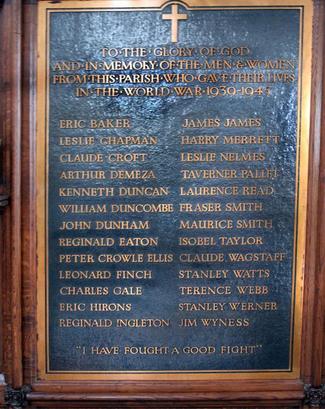 TO·THE·GLORY·OF·GOD
AND·IN·MEMORY·OF·THE·MEN·&·WOMEN
FROM·THIS·PARISH·WHO·GAVE·THEIR·LIVES
IN·THE·WORLD·WAR·1939-1945
ERIC BAKER
LESLIE CHAPMAN
CLAUDE CROFT
ARTHUR DEMEZA
KENNETH DUNCAN
WILLIAM DUNCOMBE
JOHN DUNHAM
REGINALD EATON
PETER CROWLE ELLIS
LEONARD FINCH
CHARLES GALE
ERIC HIRONS
REGINALD INGLETON
JAMES JAMES
HARRY MERRETT
LESLIE NELMES
TAVERNER PALLET
LAURENCE READ
FRASER SMITH
MAURICE SMITH
ISOBEL TAYLOR
CLAUDE WAGSTAFF
STANLEY WATTS
TERENCE WEBB
STANLEY WERNER
JIM WYNESS
"I HAVE FOUGHT A GOOD FIGHT"